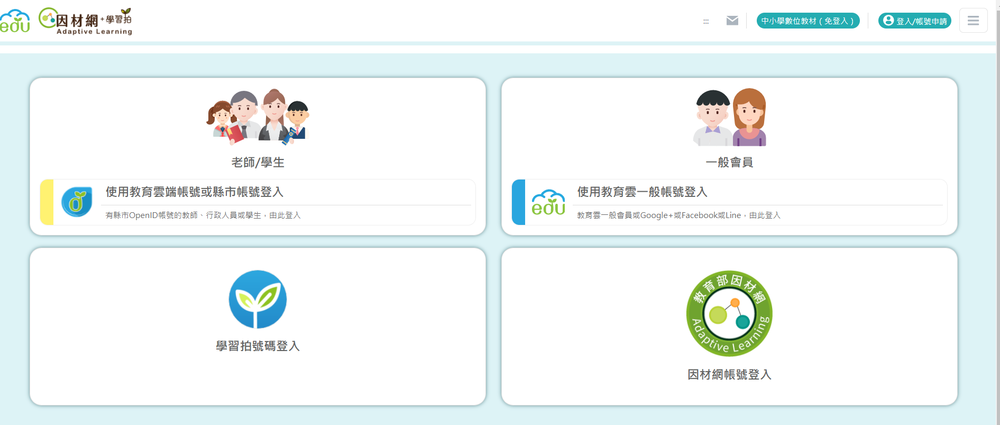 edu 因材網+學習拍
Adaptive Learning
:::
中小學數位教材 ( 免登入 )
登入/帳號申請
老師/學生
使用教育雲端帳號或縣市帳號登入
有縣市OpenID帳號的教師、行政人員或學生，由此登入
一般會員
edu
使用教育雲一般帳號登入
教育雲一般會員或Google+或Facebook或Line，由此登入
學習拍號碼登入
教育部因材網
Adaptive Learning
因材網帳號登入